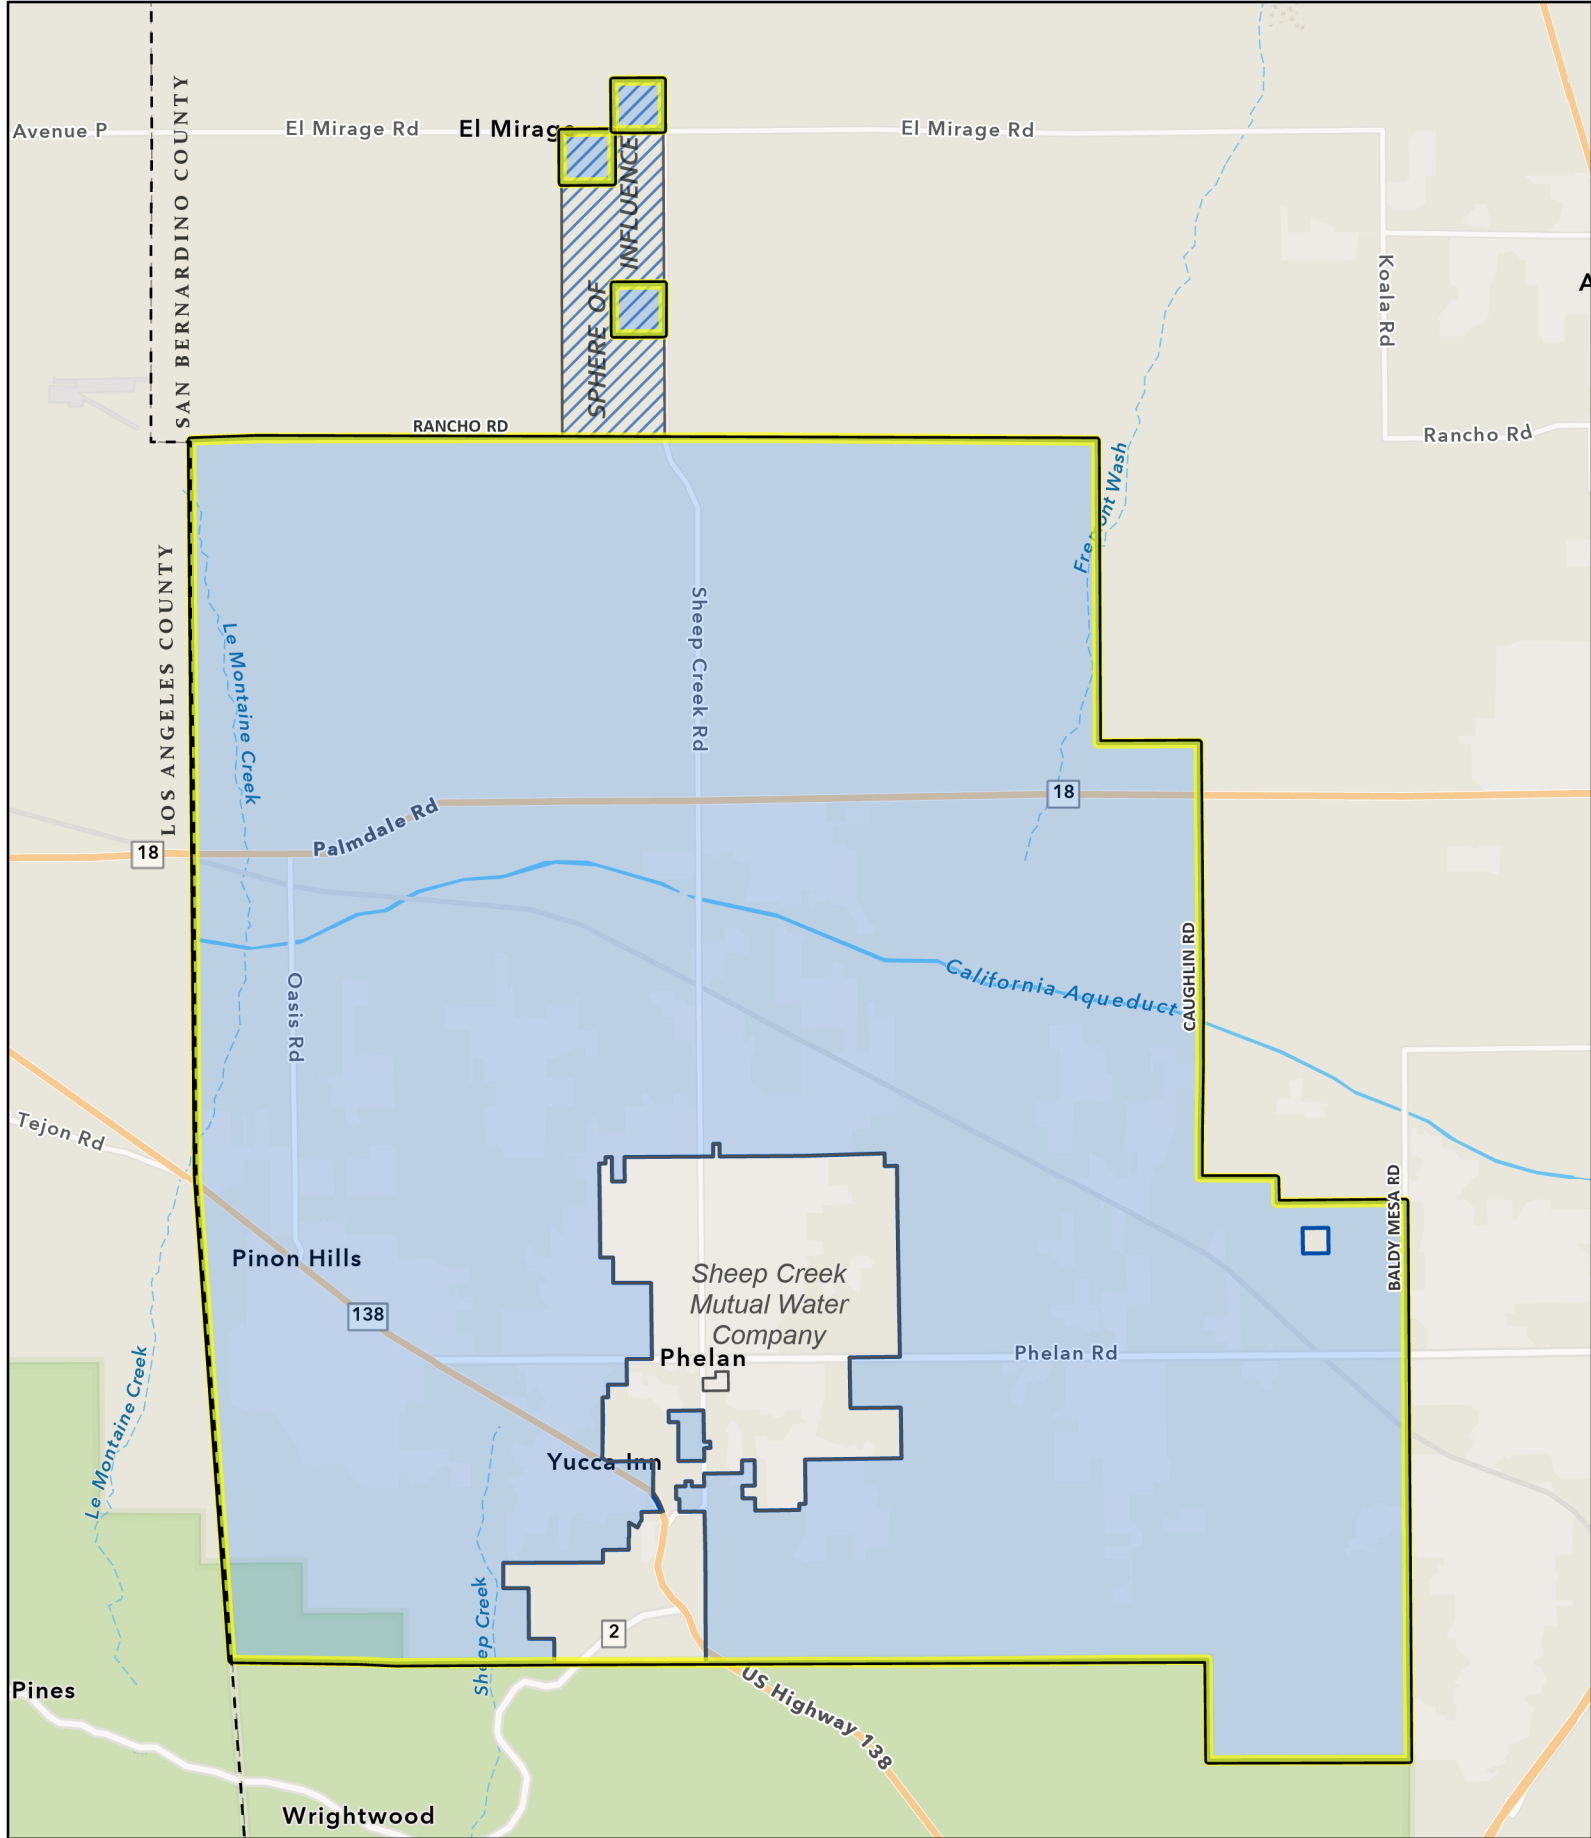 Avenue P
El Mirage Rd
El Mirage
El Mirage Rd
SAN BERNARDINO COUNTY
SPHERE OF
INFLUENCE
Koala Rd
A
RANCHO RD
Rancho Rd
Fremont Wash
LOS ANGELES COUNTY
Le Montaine Creek
Sheep Creek Rd
18
Palmdale Rd
18
California Aqueduct
CAUGHLIN RD
Oasis Rd
Tejon Rd
BALDY MESA RD
Pinon Hills
138
Sheep Creek
Mutual Water
Company
Phelan
Phelan Rd
Le Montaine Creek
Yucca Inn
Sheep Creek
2
US Highway 138
Pines
Wrightwood